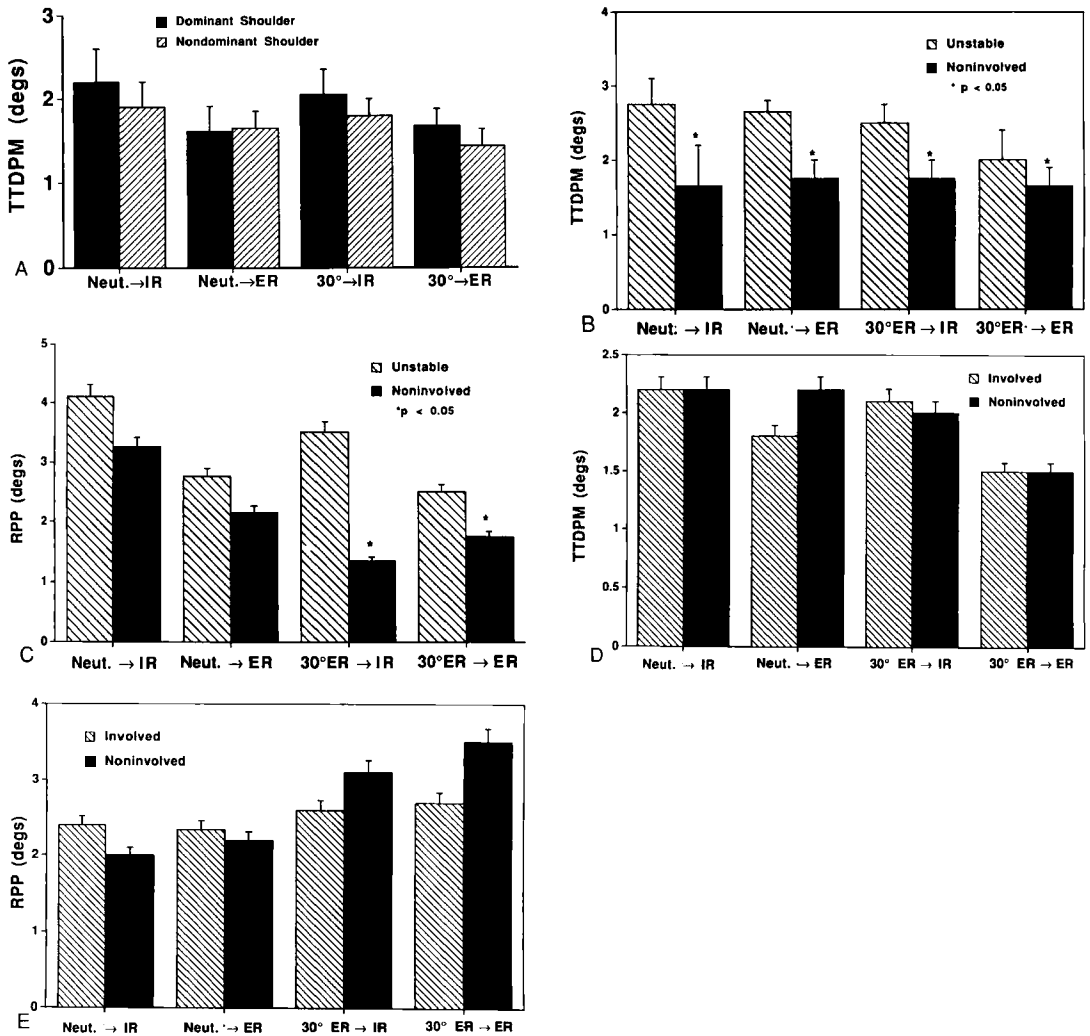 3
2
1
0
TTDPM (degs)
Dominant Shoulder
Nondominant Shoulder
Neut.→IR
Neut.→ER
30°→IR
30°→ER
A
4
3
2
1
0
TTDPM (degs)
Unstable
Noninvolved
* p < 0.05
*
*
*
*
Neut. → IR
Neut. → ER
30°ER → IR
30°ER → ER
B
5
4
3
2
1
0
RPP (degs)
Unstable
Noninvolved
*p < 0.05
*
*
Neut. → IR
Neut. → ER
30°ER → IR
30°ER → ER
C
2.5
2
1.5
1
0.5
0
TTDPM (degs)
Involved
Noninvolved
Neut. → IR
Neut. → ER
30° ER → IR
30° ER → ER
D
4
3
2
1
0
RPP (degs)
Involved
Noninvolved
Neut. → IR
Neut. → ER
30° ER → IR
30° ER → ER
E